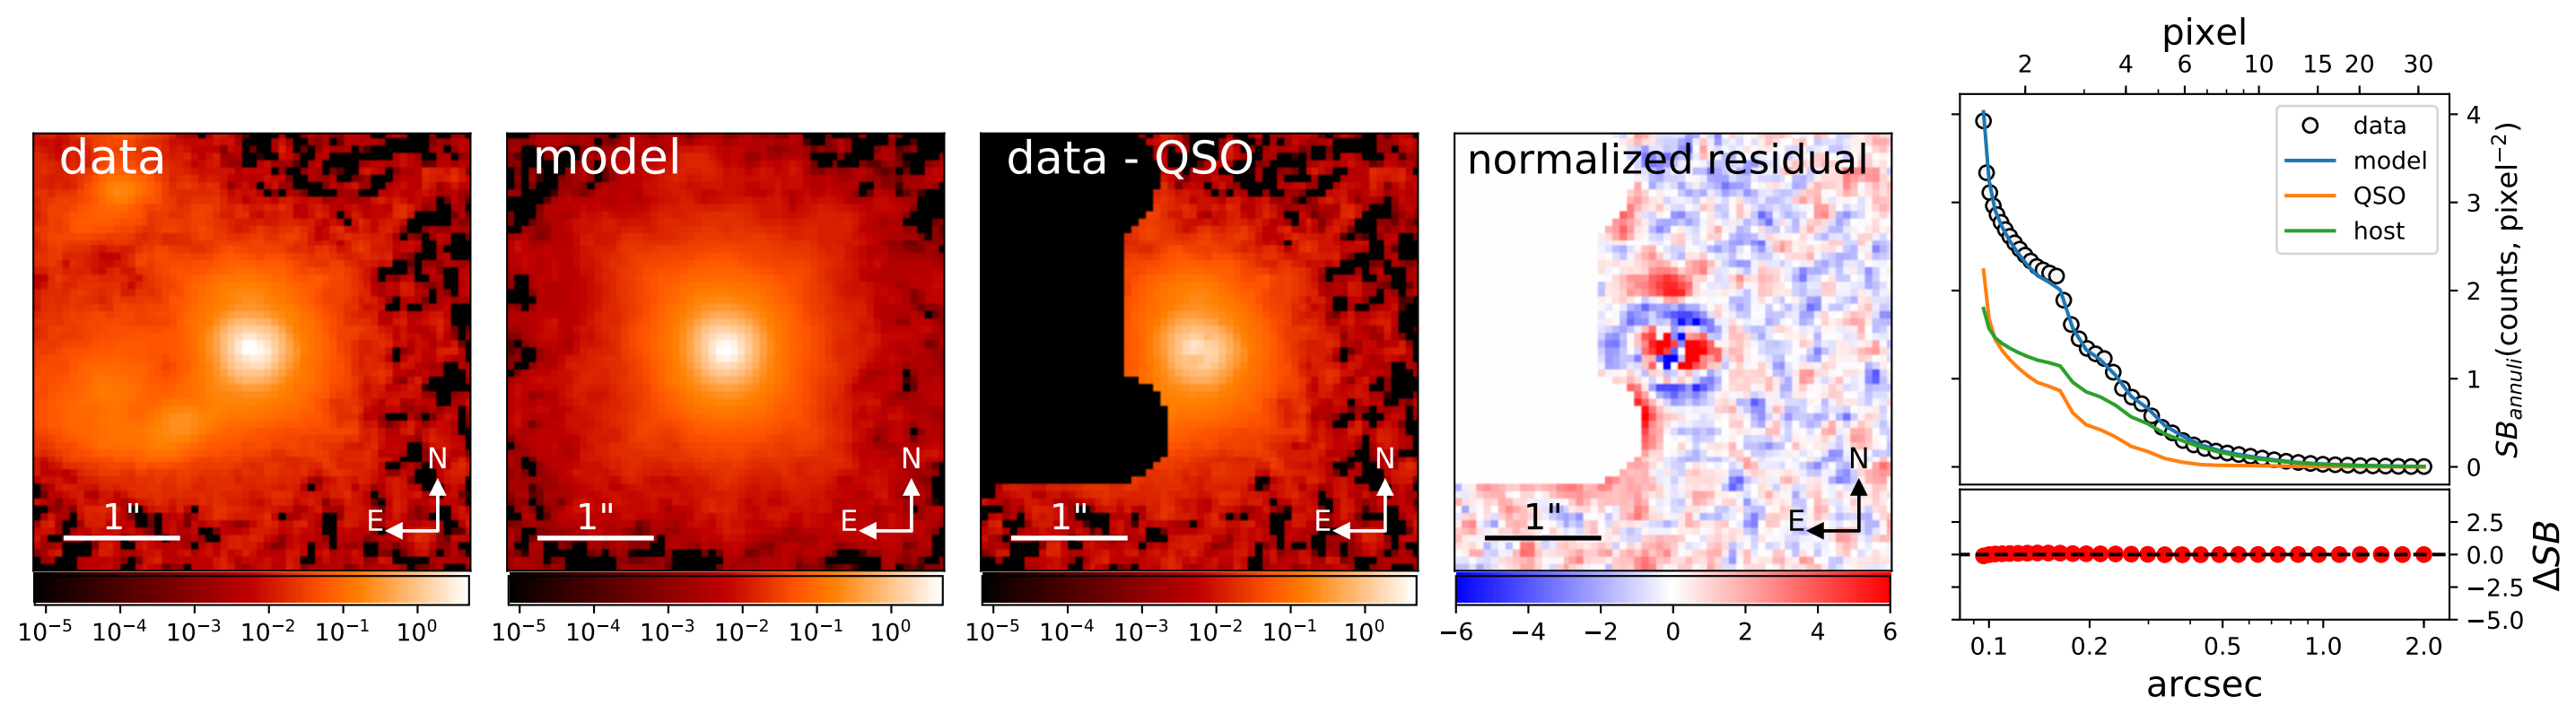 data
N
E
1"
10⁻⁵ 10⁻⁴ 10⁻³ 10⁻² 10⁻¹ 10⁰
model
N
E
1"
10⁻⁵ 10⁻⁴ 10⁻³ 10⁻² 10⁻¹ 10⁰
data - QSO
N
E
1"
10⁻⁵ 10⁻⁴ 10⁻³ 10⁻² 10⁻¹ 10⁰
normalized residual
N
E
1"
−6 −4 −2 0 2 4 6
pixel
2 4 6 10 15 20 30
data
model
QSO
host
4
3
2
1
0
SB_annuli(counts, pixel⁻²)
2.5
0.0
−2.5
−5.0
ΔSB
0.1 0.2 0.5 1.0 2.0
arcsec